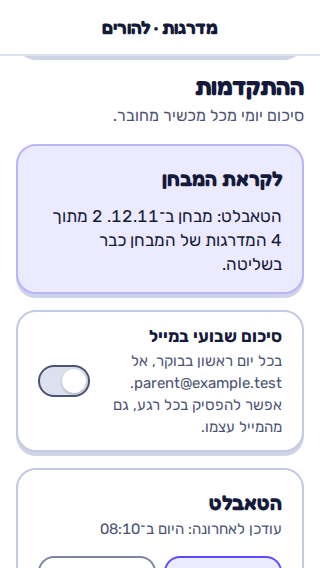 מדרגות · להורים
ההתקדמות
סיכום יומי מכל מכשיר מחובר.
לקראת המבחן
הטאבלט: מבחן ב־12.11. 2 מתוך
4 המדרגות של המבחן כבר
בשליטה.
סיכום שבועי במייל
בכל יום ראשון בבוקר, אל
parent@example.test.
אפשר להפסיק בכל רגע, גם
מהמייל עצמו.
הטאבלט
עודכן לאחרונה: היום ב־08:10